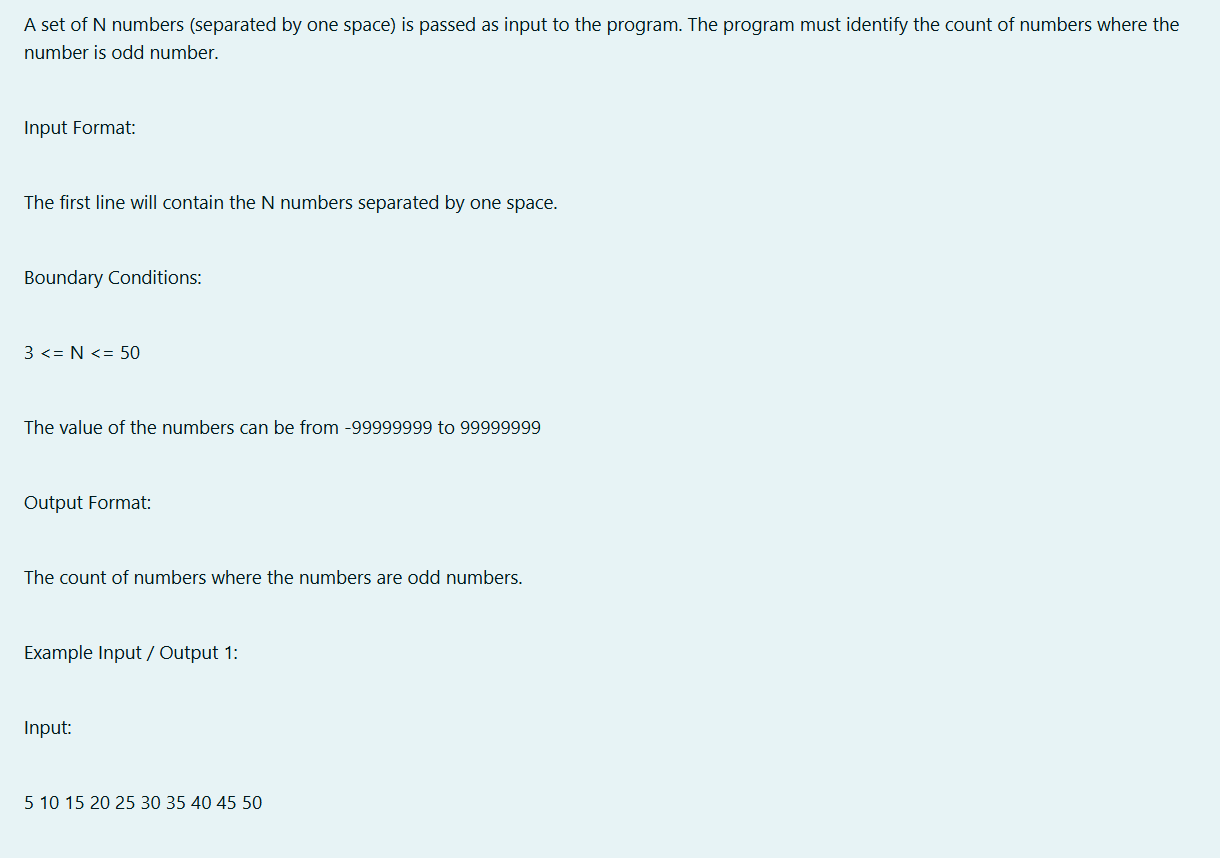 A set of N numbers (separated by one space) is passed as input to the program. The program must identify the count of numbers where the
number is odd number.
Input Format:
The first line will contain the N numbers separated by one space.
Boundary Conditions:
3 <= N <= 50
The value of the numbers can be from -99999999 to 99999999
Output Format:
The count of numbers where the numbers are odd numbers.
Example Input / Output 1:
Input:
5 10 15 20 25 30 35 40 45 50